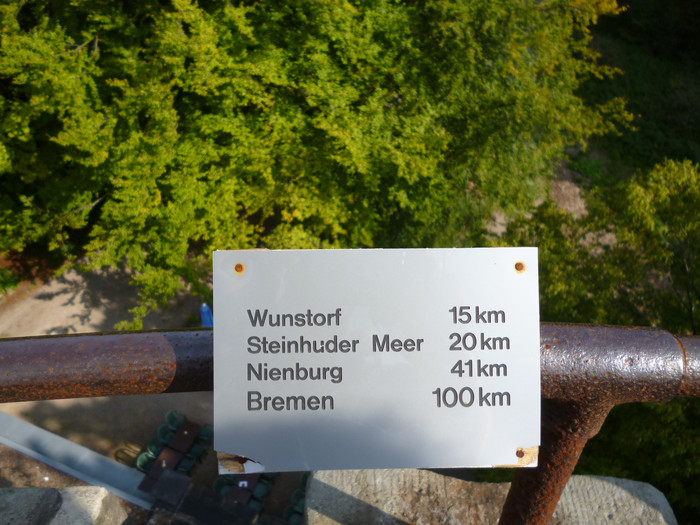 Wunstorf 15 km
Steinhuder Meer 20 km
Nienburg 41 km
Bremen 100 km